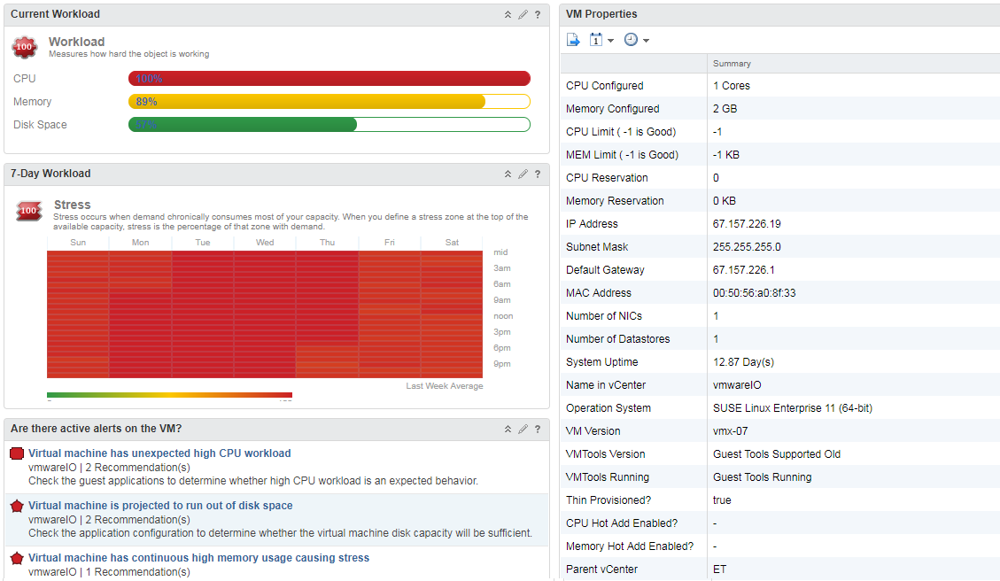 Current Workload
?
100
Workload
Measures how hard the object is working
CPU
100%
Memory
89%
Disk Space
57%
7-Day Workload
?
100
Stress
Stress occurs when demand chronically consumes most of your capacity. When you define a stress zone at the top of the
available capacity, stress is the percentage of that zone with demand.
Sun Mon Tue Wed Thu Fri Sat
mid
3am
6am
9am
noon
3pm
6pm
9pm
Last Week Average
Are there active alerts on the VM?
?
Virtual machine has unexpected high CPU workload
vmwareIO | 2 Recommendation(s)
Check the guest applications to determine whether high CPU workload is an expected behavior.
Virtual machine is projected to run out of disk space
vmwareIO | 2 Recommendation(s)
Check the application configuration to determine whether the virtual machine disk capacity will be sufficient.
Virtual machine has continuous high memory usage causing stress
vmwareIO | 1 Recommendation(s)
VM Properties
1
Summary
CPU Configured 1 Cores
Memory Configured 2 GB
CPU Limit ( -1 is Good) -1
MEM Limit ( -1 is Good) -1 KB
CPU Reservation 0
Memory Reservation 0 KB
IP Address 67.157.226.19
Subnet Mask 255.255.255.0
Default Gateway 67.157.226.1
MAC Address 00:50:56:a0:8f:33
Number of NICs 1
Number of Datastores 1
System Uptime 12.87 Day(s)
Name in vCenter vmwareIO
Operation System SUSE Linux Enterprise 11 (64-bit)
VM Version vmx-07
VMTools Version Guest Tools Supported Old
VMTools Running Guest Tools Running
Thin Provisioned? true
CPU Hot Add Enabled? -
Memory Hot Add Enabled? -
Parent vCenter ET